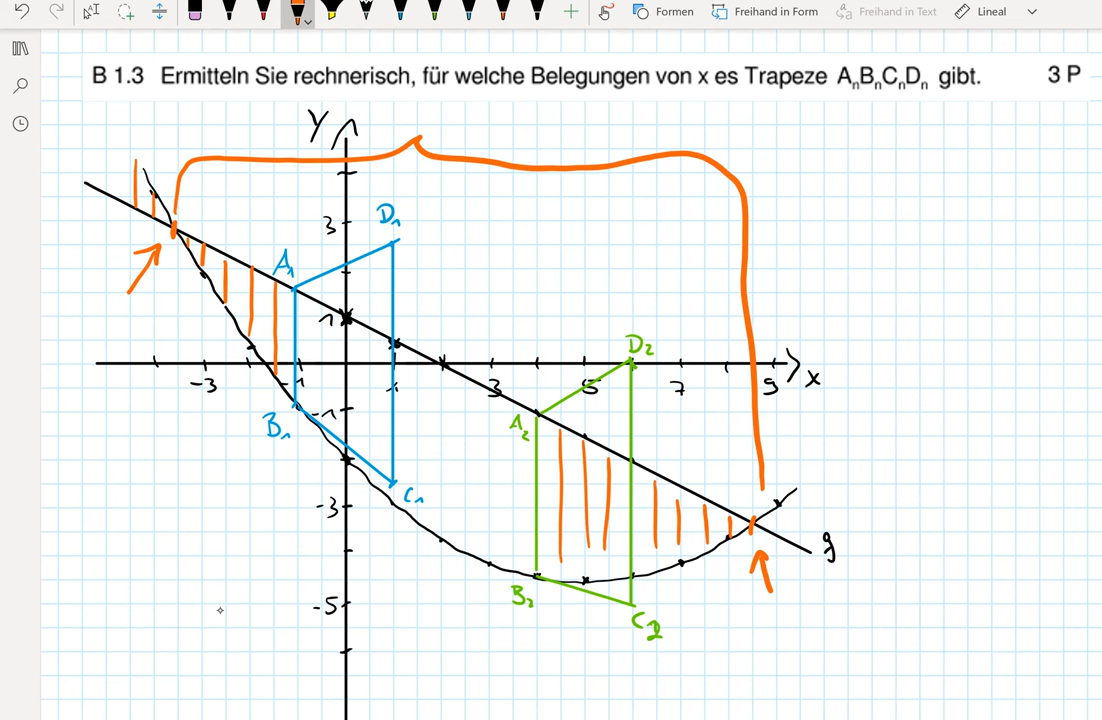 Formen Freihand in Form Freihand in Text Lineal
B 1.3 Ermitteln Sie rechnerisch, für welche Belegungen von x es Trapeze AₙBₙCₙDₙ gibt. 3 P
y
D₁
3
A₁
1
D₂
-3 -1 1 3 5 7 9 x
-1
A₂
B₁
C₁
-3
g
-5
B₂
C₂